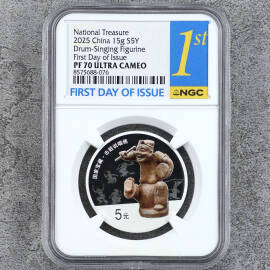 National Treasure
2025 China 15g S5Y
Drum-Singing Figurine
First Day of Issue
PF 70 ULTRA CAMEO
8575688-076
1st
FIRST DAY OF ISSUE
NGC
5元